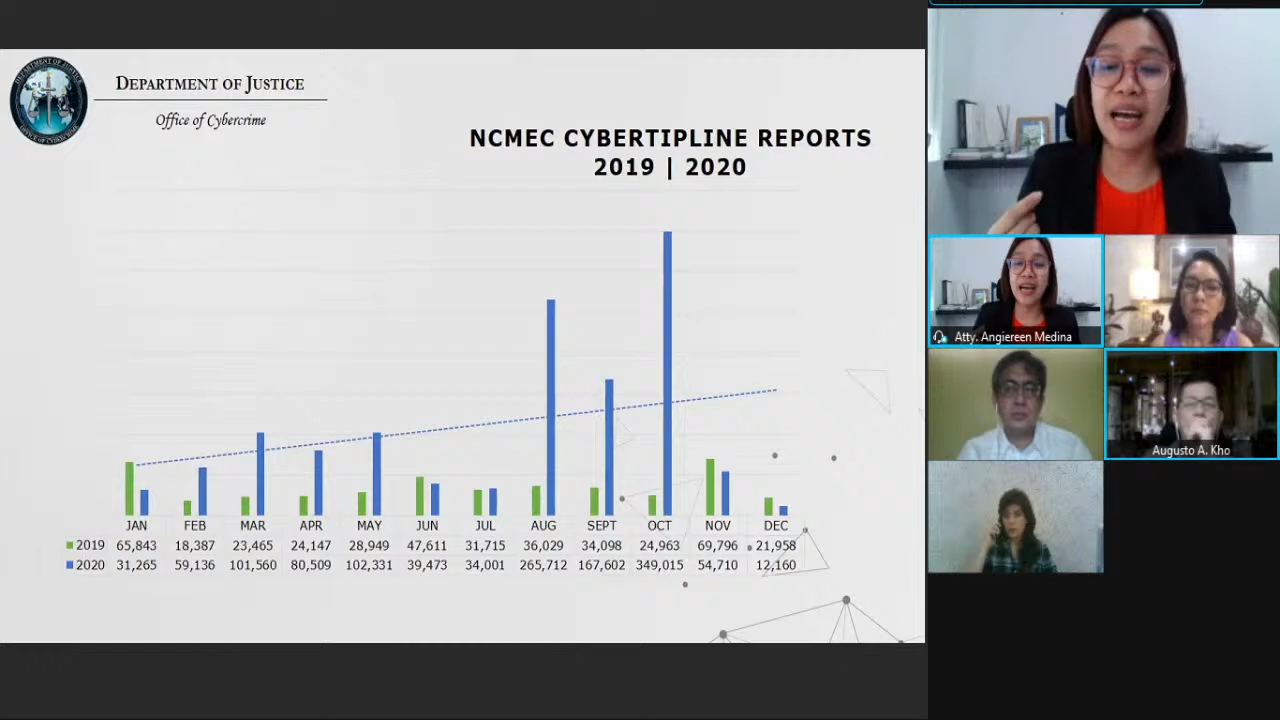 DEPARTMENT OF JUSTICE
Office of Cybercrime
NCMEC CYBERTIPLINE REPORTS
2019 | 2020
JAN FEB MAR APR MAY JUN JUL AUG SEPT OCT NOV DEC
2019 65,843 18,387 23,465 24,147 28,949 47,611 31,715 36,029 34,098 24,963 69,796 21,958
2020 31,265 59,136 101,560 80,509 102,331 39,473 34,001 265,712 167,602 349,015 54,710 12,160
Atty. Angiereen Medina
Augusto A. Kho